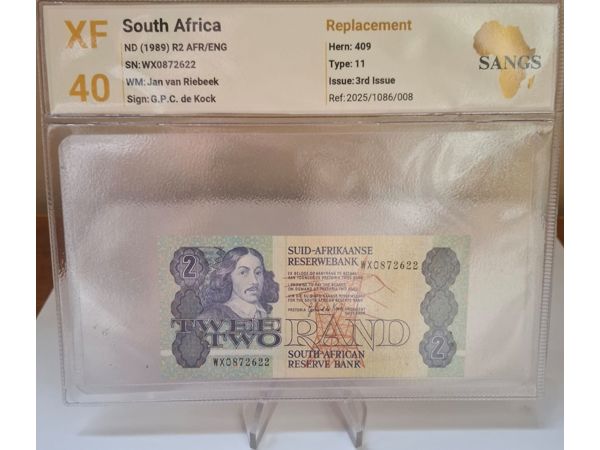 XF
40
South Africa
ND (1989) R2 AFR/ENG
SN:WX0872622
WM:Jan van Riebeek
Sign:G.P.C. de Kock
Replacement
Hern: 409
Type: 11
Issue:3rd Issue
Ref:2025/1086/008
SANGS
2
SUID-AFRIKAANSE
RESERWEBANK
WX0872622
PRETORIA
TWEE
TWO
RAND
WX0872622
SOUTH AFRICAN
RESERVE BANK
2